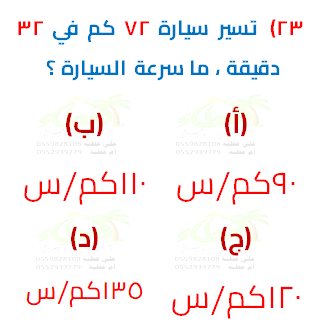 ٢٣) تسير سيارة ٧٢ كم في ٣٢
دقيقة ، ما سرعة السيارة ؟
(أ) (ب)
٩٠كم/س ١١٠كم/س
(ج) (د)
١٢٠كم/س ١٣٥كم/س